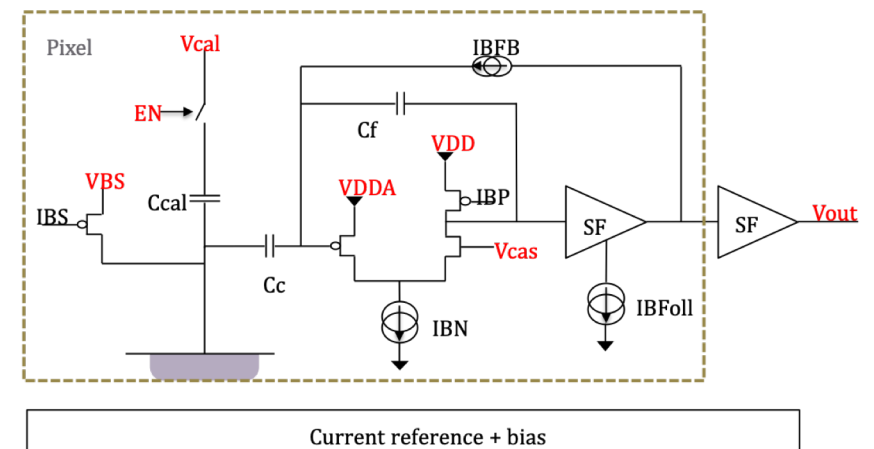 Pixel
Vcal
IBFB
EN
Cf
VDD
VBS
VDDA
IBP
IBS
Ccal
SF
SF
Vout
Vcas
Cc
IBN
IBFoll
Current reference + bias